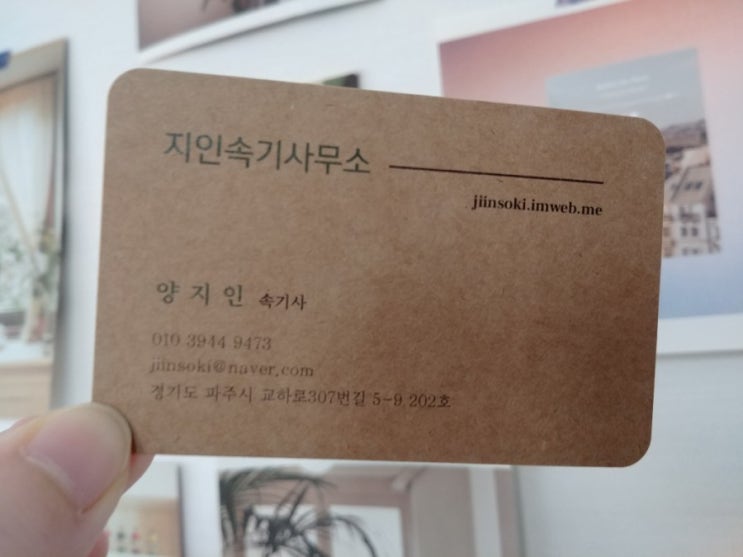 지인속기사무소
jiinsoki.imweb.me
양지인 속기사
010 3944 9473
jiinsoki@naver.com
경기도 파주시 교하로307번길 5-9 202호